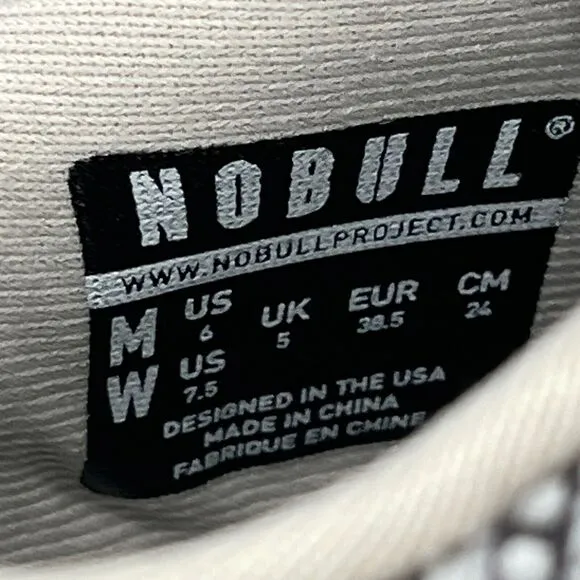 NOBULL®
WWW.NOBULLPROJECT.COM
M US UK EUR CM
6 5 38.5 24
W US
7.5
DESIGNED IN THE USA
MADE IN CHINA
FABRIQUE EN CHINE